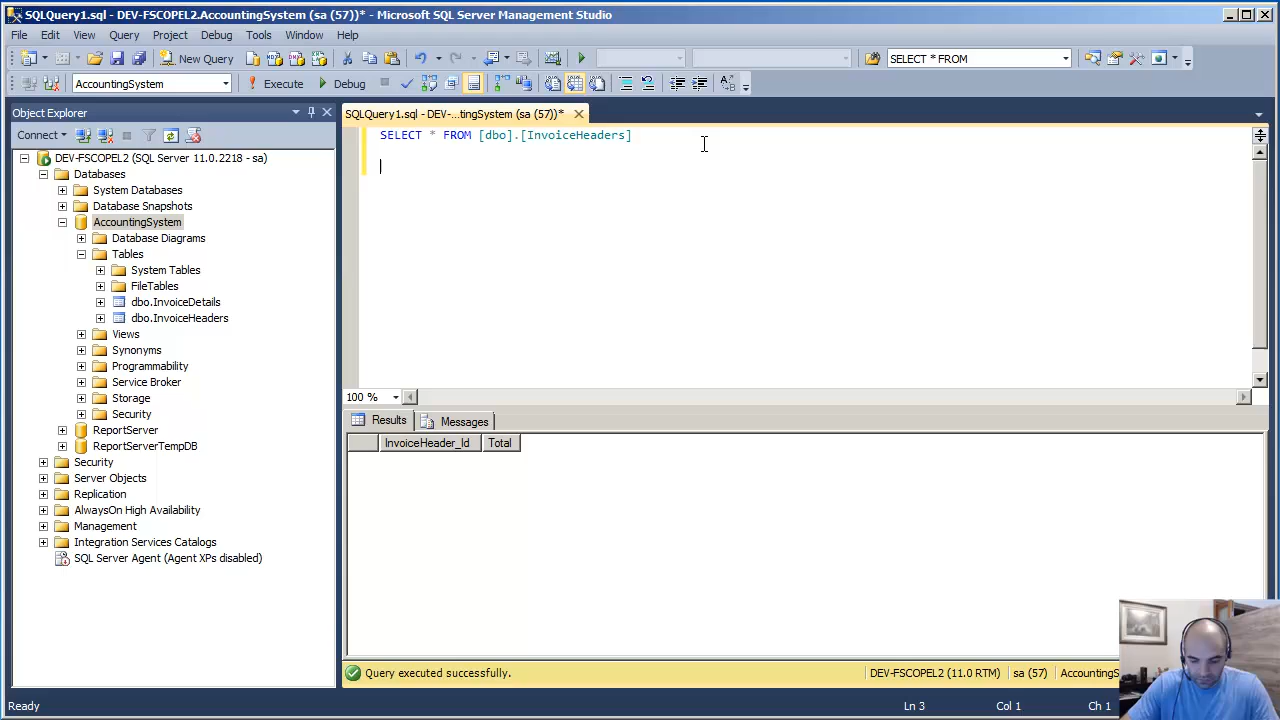 SQLQuery1.sql - DEV-FSCOPEL2.AccountingSystem (sa (57))* - Microsoft SQL Server Management Studio
File Edit View Query Project Debug Tools Window Help
New Query SELECT * FROM
AccountingSystem Execute Debug
Object Explorer
SQLQuery1.sql - DEV-...tingSystem (sa (57))*
Connect
SELECT * FROM [dbo].[InvoiceHeaders]
DEV-FSCOPEL2 (SQL Server 11.0.2218 - sa)
Databases
System Databases
Database Snapshots
AccountingSystem
Database Diagrams
Tables
System Tables
FileTables
dbo.InvoiceDetails
dbo.InvoiceHeaders
Views
Synonyms
Programmability
Service Broker
Storage
Security
ReportServer
ReportServerTempDB
Security
Server Objects
Replication
AlwaysOn High Availability
Management
Integration Services Catalogs
SQL Server Agent (Agent XPs disabled)
100 %
Results Messages
InvoiceHeader_Id Total
Query executed successfully. DEV-FSCOPEL2 (11.0 RTM) sa (57) AccountingS
Ready Ln 3 Col 1 Ch 1